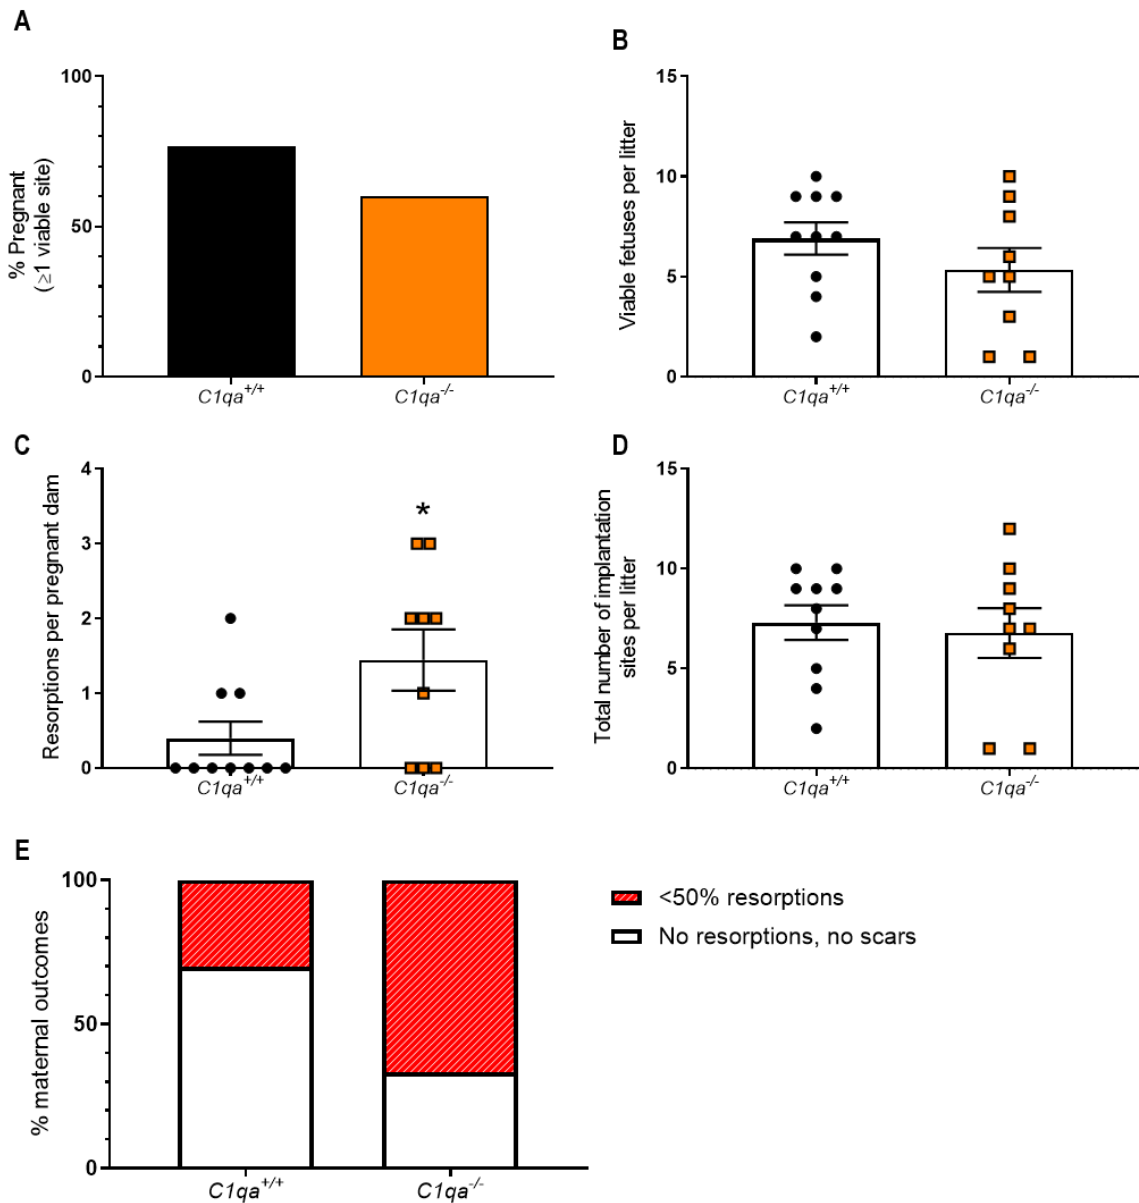 A
100
50
0
% Pregnant
(≥1 viable site)
C1qa+/+
C1qa-/-
B
15
10
5
0
Viable fetuses per litter
C1qa+/+
C1qa-/-
C
4
3
2
1
0
Resorptions per pregnant dam
*
C1qa+/+
C1qa-/-
D
15
10
5
0
Total number of implantation
sites per litter
C1qa+/+
C1qa-/-
E
100
50
0
% maternal outcomes
C1qa+/+
C1qa-/-
<50% resorptions
No resorptions, no scars